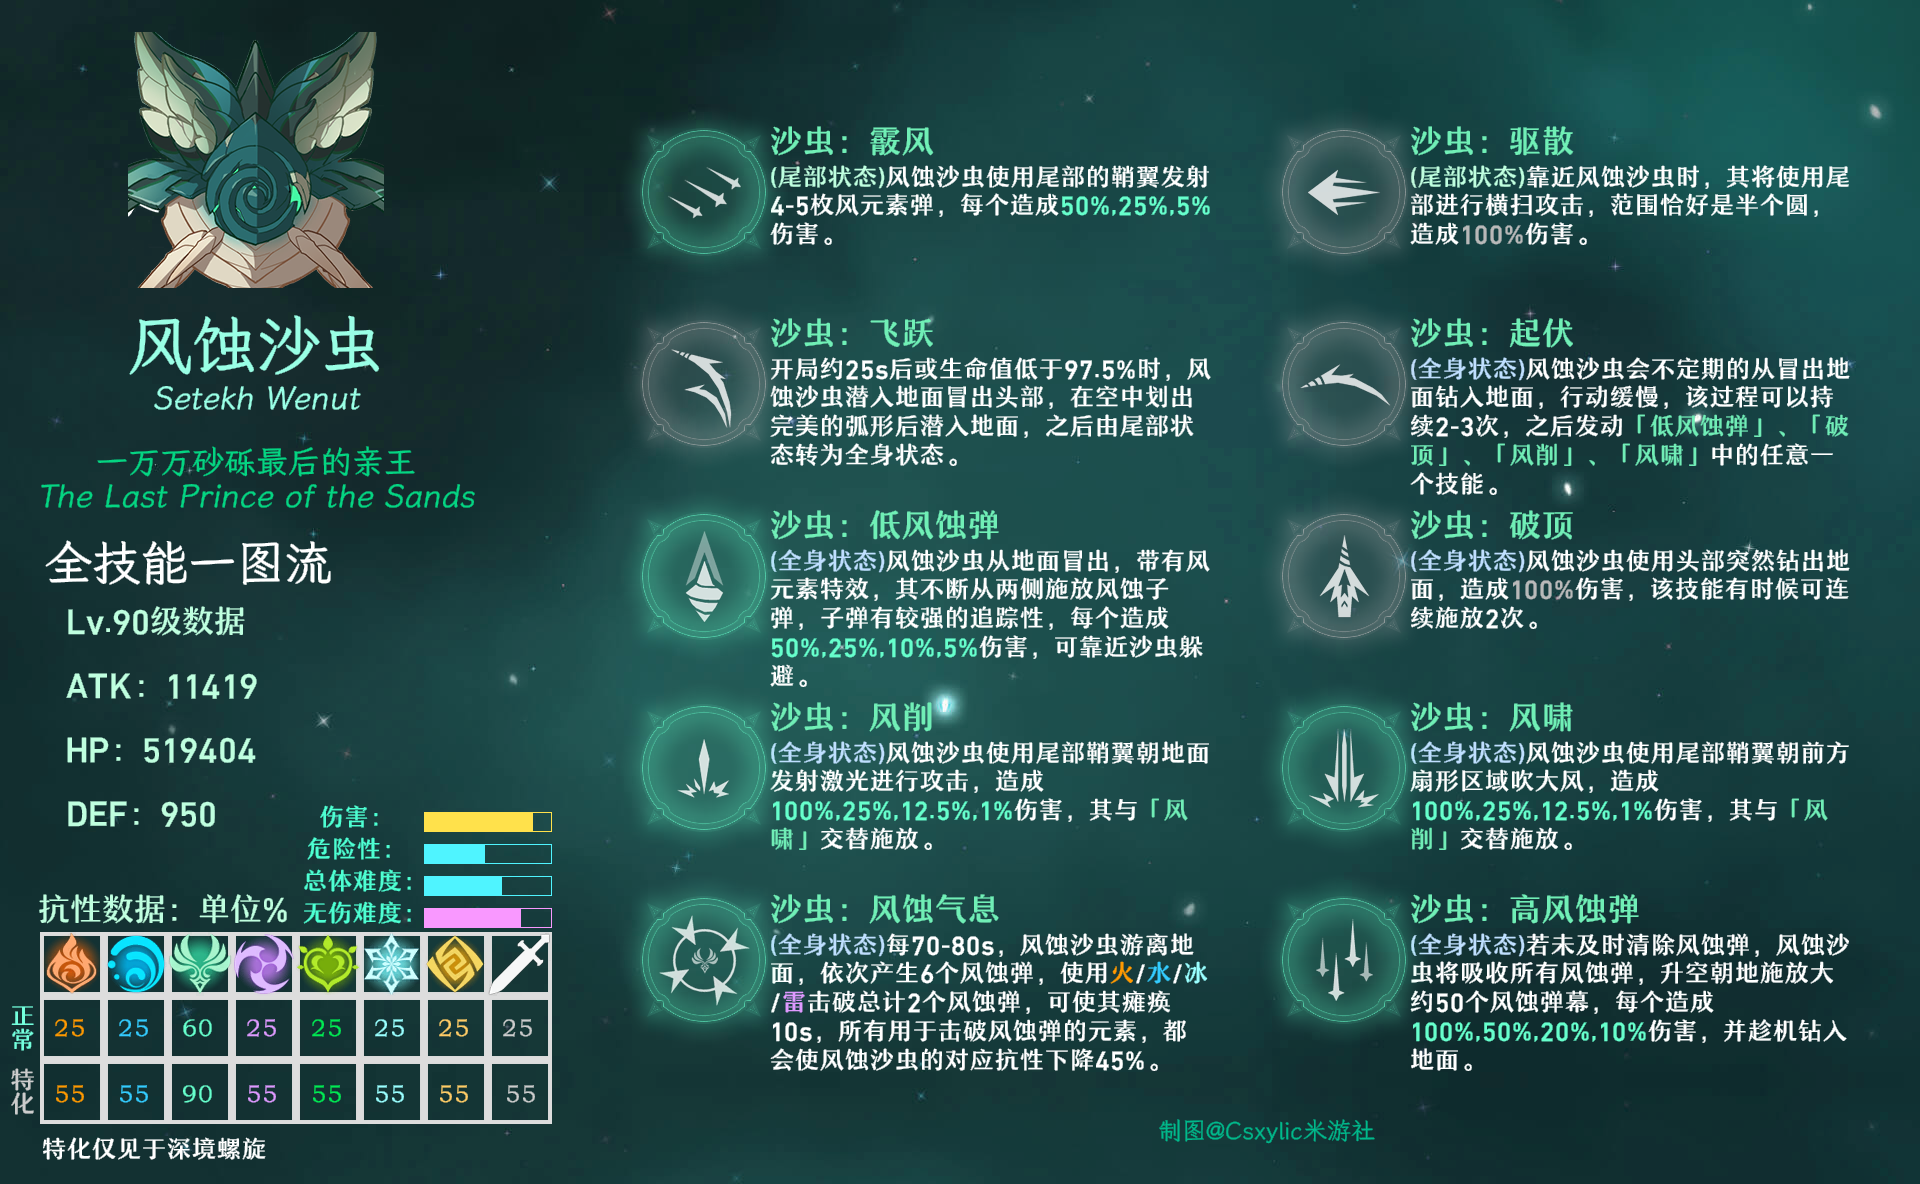 风蚀沙虫
Setekh Wenut
一万万砂砾最后的亲王
The Last Prince of the Sands
全技能一图流
Lv.90级数据
ATK：11419
HP：519404
DEF：950
伤害：
危险性：
总体难度：
无伤难度：
抗性数据：单位%
正常
25 25 60 25 25 25 25 25
特化
55 55 90 55 55 55 55 55
特化仅见于深境螺旋
沙虫：霰风
(尾部状态)风蚀沙虫使用尾部的鞘翼发射
4-5枚风元素弹，每个造成50%,25%,5%
伤害。
沙虫：驱散
(尾部状态)靠近风蚀沙虫时，其将使用尾
部进行横扫攻击，范围恰好是半个圆，
造成100%伤害。
沙虫：飞跃
开局约25s后或生命值低于97.5%时，风
蚀沙虫潜入地面冒出头部，在空中划出
完美的弧形后潜入地面，之后由尾部状
态转为全身状态。
沙虫：起伏
(全身状态)风蚀沙虫会不定期的从冒出地
面钻入地面，行动缓慢，该过程可以持
续2-3次，之后发动「低风蚀弹」、「破
顶」、「风削」、「风啸」中的任意一
个技能。
沙虫：低风蚀弹
(全身状态)风蚀沙虫从地面冒出，带有风
元素特效，其不断从两侧施放风蚀子
弹，子弹有较强的追踪性，每个造成
50%,25%,10%,5%伤害，可靠近沙虫躲
避。
沙虫：破顶
(全身状态)风蚀沙虫使用头部突然钻出地
面，造成100%伤害，该技能有时候可连
续施放2次。
沙虫：风削
(全身状态)风蚀沙虫使用尾部鞘翼朝地面
发射激光进行攻击，造成
100%,25%,12.5%,1%伤害，其与「风
啸」交替施放。
沙虫：风啸
(全身状态)风蚀沙虫使用尾部鞘翼朝前方
扇形区域吹大风，造成
100%,25%,12.5%,1%伤害，其与「风
削」交替施放。
沙虫：风蚀气息
(全身状态)每70-80s，风蚀沙虫游离地
面，依次产生6个风蚀弹，使用火/水/冰
/雷击破总计2个风蚀弹，可使其瘫痪
10s，所有用于击破风蚀弹的元素，都
会使风蚀沙虫的对应抗性下降45%。
沙虫：高风蚀弹
(全身状态)若未及时清除风蚀弹，风蚀沙
虫将吸收所有风蚀弹，升空朝地施放大
约50个风蚀弹幕，每个造成
100%,50%,20%,10%伤害，并趁机钻入
地面。
制图@Csxylic米游社